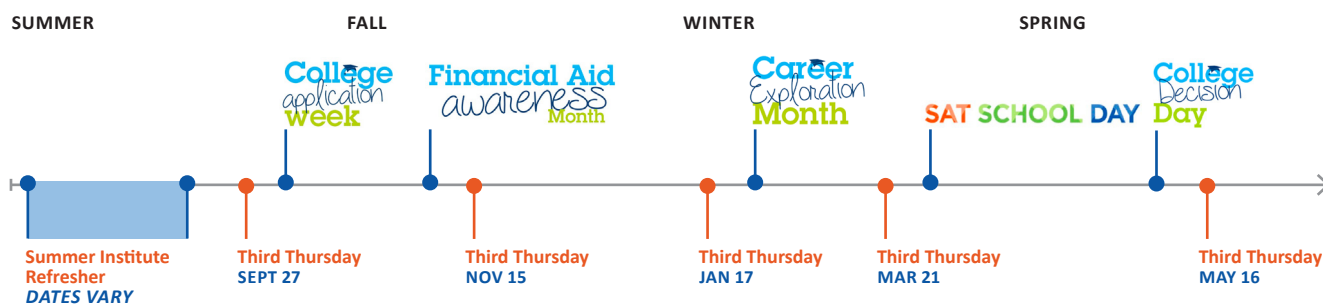 SUMMER
FALL
WINTER
SPRING
College
application
week
Financial Aid
awareness
Month
Career
Exploration
Month
SAT SCHOOL DAY
College
Decision
Day
Summer Institute
Refresher
DATES VARY
Third Thursday
SEPT 27
Third Thursday
NOV 15
Third Thursday
JAN 17
Third Thursday
MAR 21
Third Thursday
MAY 16